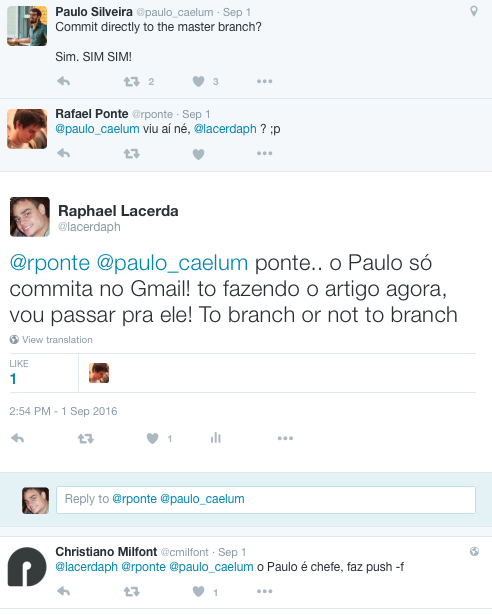 Paulo Silveira @paulo_caelum · Sep 1
Commit directly to the master branch?
Sim. SIM SIM!
2 3
Rafael Ponte @rponte · Sep 1
@paulo_caelum viu aí né, @lacerdaph ? ;p
Raphael Lacerda
@lacerdaph
@rponte @paulo_caelum ponte.. o Paulo só
commita no Gmail! to fazendo o artigo agora,
vou passar pra ele! To branch or not to branch
View translation
LIKE
1
2:54 PM - 1 Sep 2016
1
Reply to @rponte @paulo_caelum
Christiano Milfont @cmilfont · Sep 1
@lacerdaph @rponte @paulo_caelum o Paulo é chefe, faz push -f
1